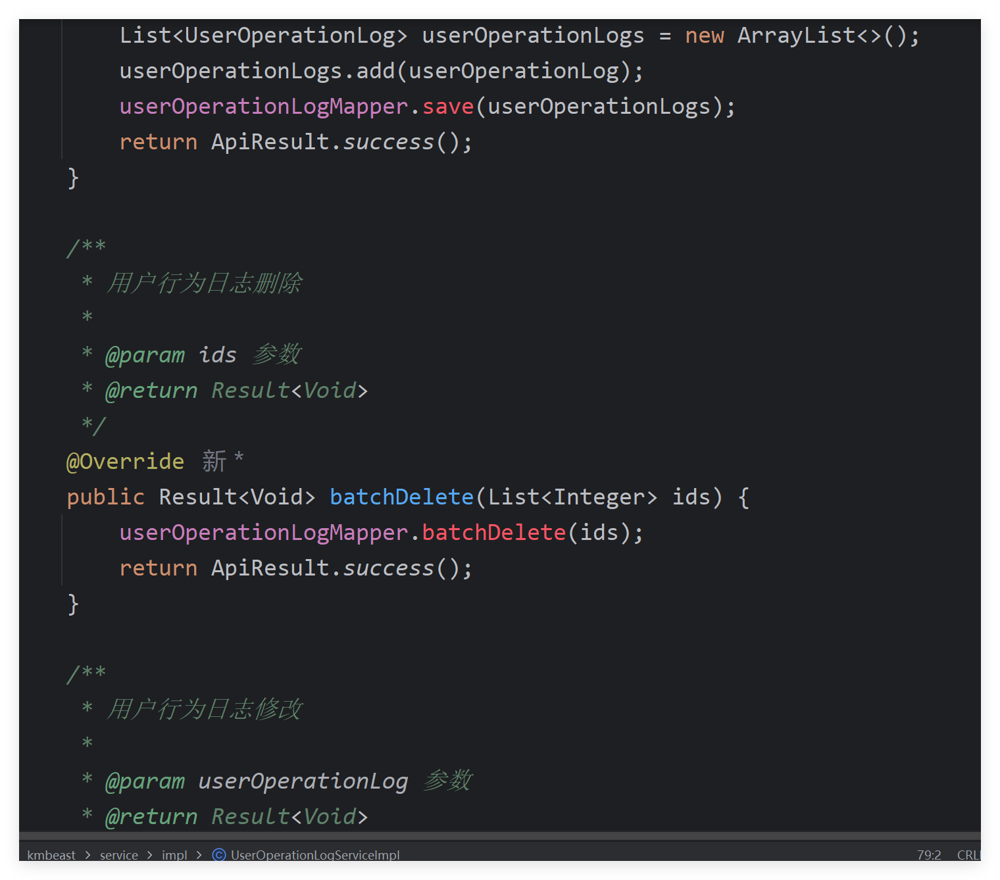 List<UserOperationLog> userOperationLogs = new ArrayList<>();
userOperationLogs.add(userOperationLog);
userOperationLogMapper.save(userOperationLogs);
return ApiResult.success();
}
/**
* 用户行为日志删除
*
* @param ids 参数
* @return Result<Void>
*/
@Override 新 *
public Result<Void> batchDelete(List<Integer> ids) {
userOperationLogMapper.batchDelete(ids);
return ApiResult.success();
}
/**
* 用户行为日志修改
*
* @param userOperationLog 参数
* @return Result<Void>
kmbeast > service > impl > © UserOperationLogServiceImpl 79:2 CRL